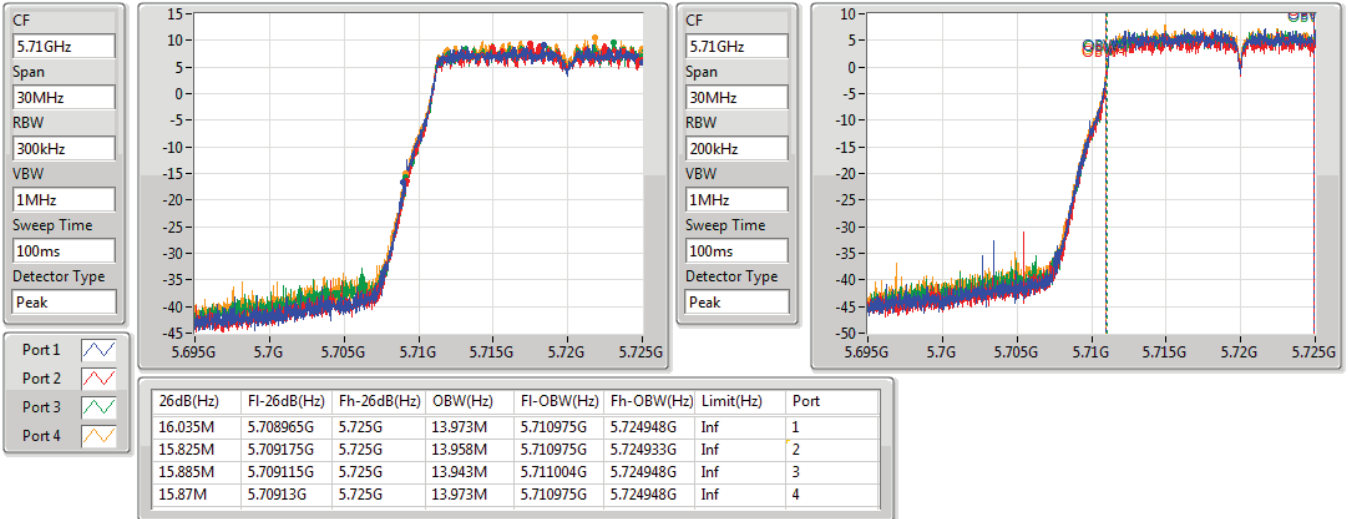 CF
5.71GHz
Span
30MHz
RBW
300kHz
VBW
1MHz
Sweep Time
100ms
Detector Type
Peak
15
10
5
0
-5
-10
-15
-20
-25
-30
-35
-40
-45
5.695G 5.7G 5.705G 5.71G 5.715G 5.72G 5.725G
CF
5.71GHz
Span
30MHz
RBW
200kHz
VBW
1MHz
Sweep Time
100ms
Detector Type
Peak
10
5
0
-5
-10
-15
-20
-25
-30
-35
-40
-45
-50
5.695G 5.7G 5.705G 5.71G 5.715G 5.72G 5.725G
Port 1
Port 2
Port 3
Port 4
26dB(Hz) Fl-26dB(Hz) Fh-26dB(Hz) OBW(Hz) Fl-OBW(Hz) Fh-OBW(Hz) Limit(Hz) Port
16.035M 5.708965G 5.725G 13.973M 5.710975G 5.724948G Inf 1
15.825M 5.709175G 5.725G 13.958M 5.710975G 5.724933G Inf 2
15.885M 5.709115G 5.725G 13.943M 5.711004G 5.724948G Inf 3
15.87M 5.70913G 5.725G 13.973M 5.710975G 5.724948G Inf 4